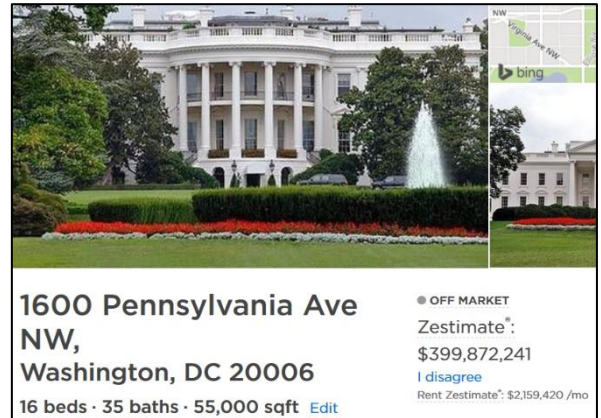 NW
Virginia Ave NW
bing
1600 Pennsylvania Ave
NW,
Washington, DC 20006
16 beds · 35 baths · 55,000 sqft Edit
OFF MARKET
Zestimate®:
$399,872,241
I disagree
Rent Zestimate®: $2,159,420 /mo